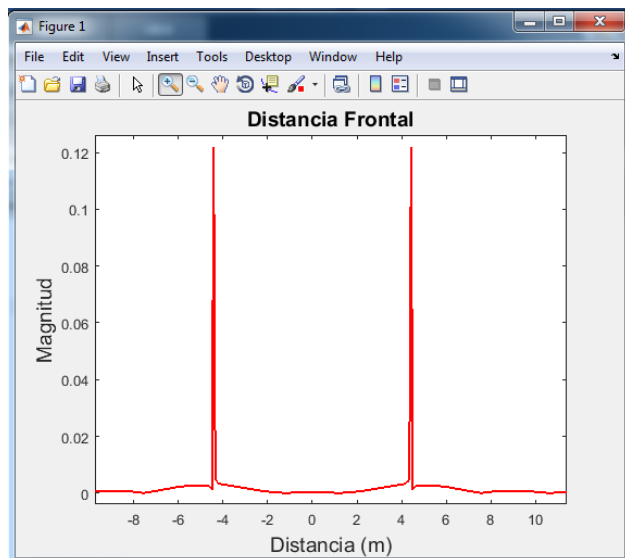 Figure 1
File Edit View Insert Tools Desktop Window Help
Distancia Frontal
0.12
0.1
0.08
0.06
0.04
0.02
0
Magnitud
-8 -6 -4 -2 0 2 4 6 8 10
Distancia (m)